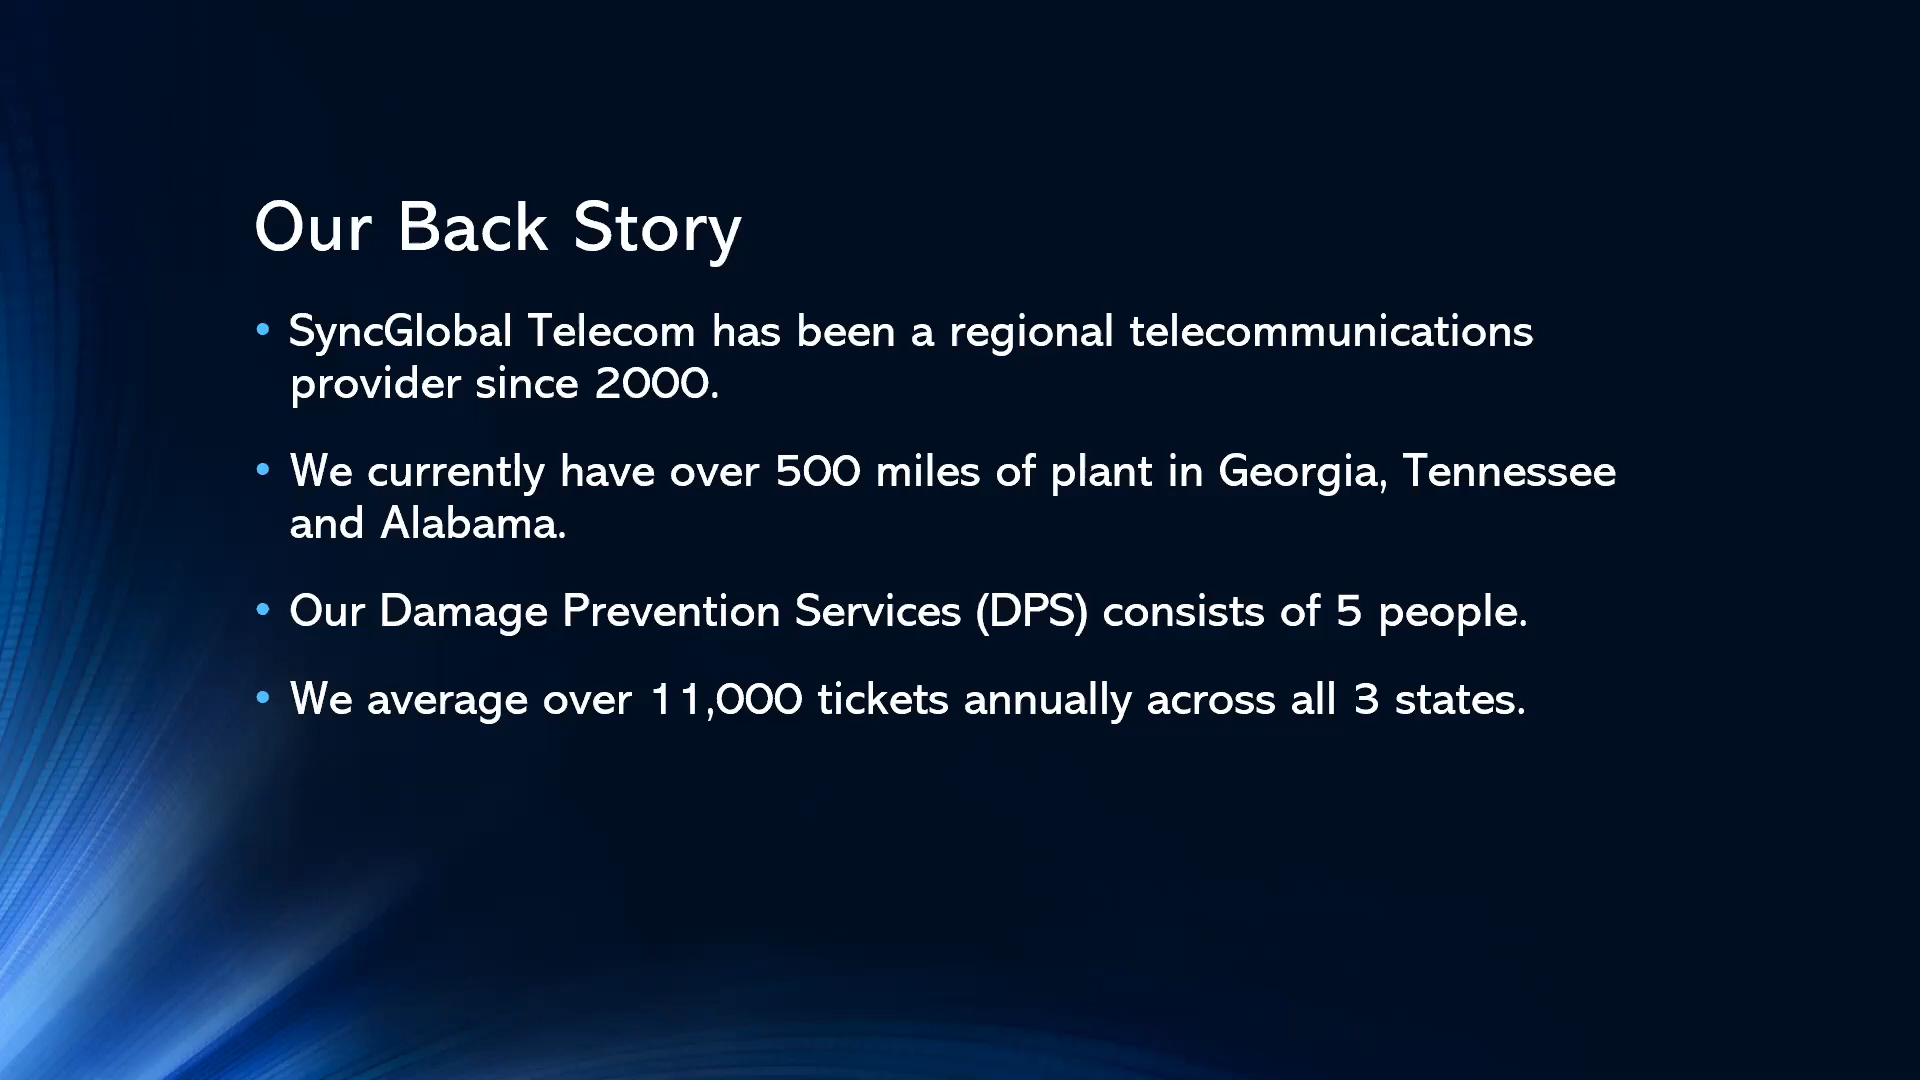 Our Back Story
• SyncGlobal Telecom has been a regional telecommunications
provider since 2000.
• We currently have over 500 miles of plant in Georgia, Tennessee
and Alabama.
• Our Damage Prevention Services (DPS) consists of 5 people.
• We average over 11,000 tickets annually across all 3 states.